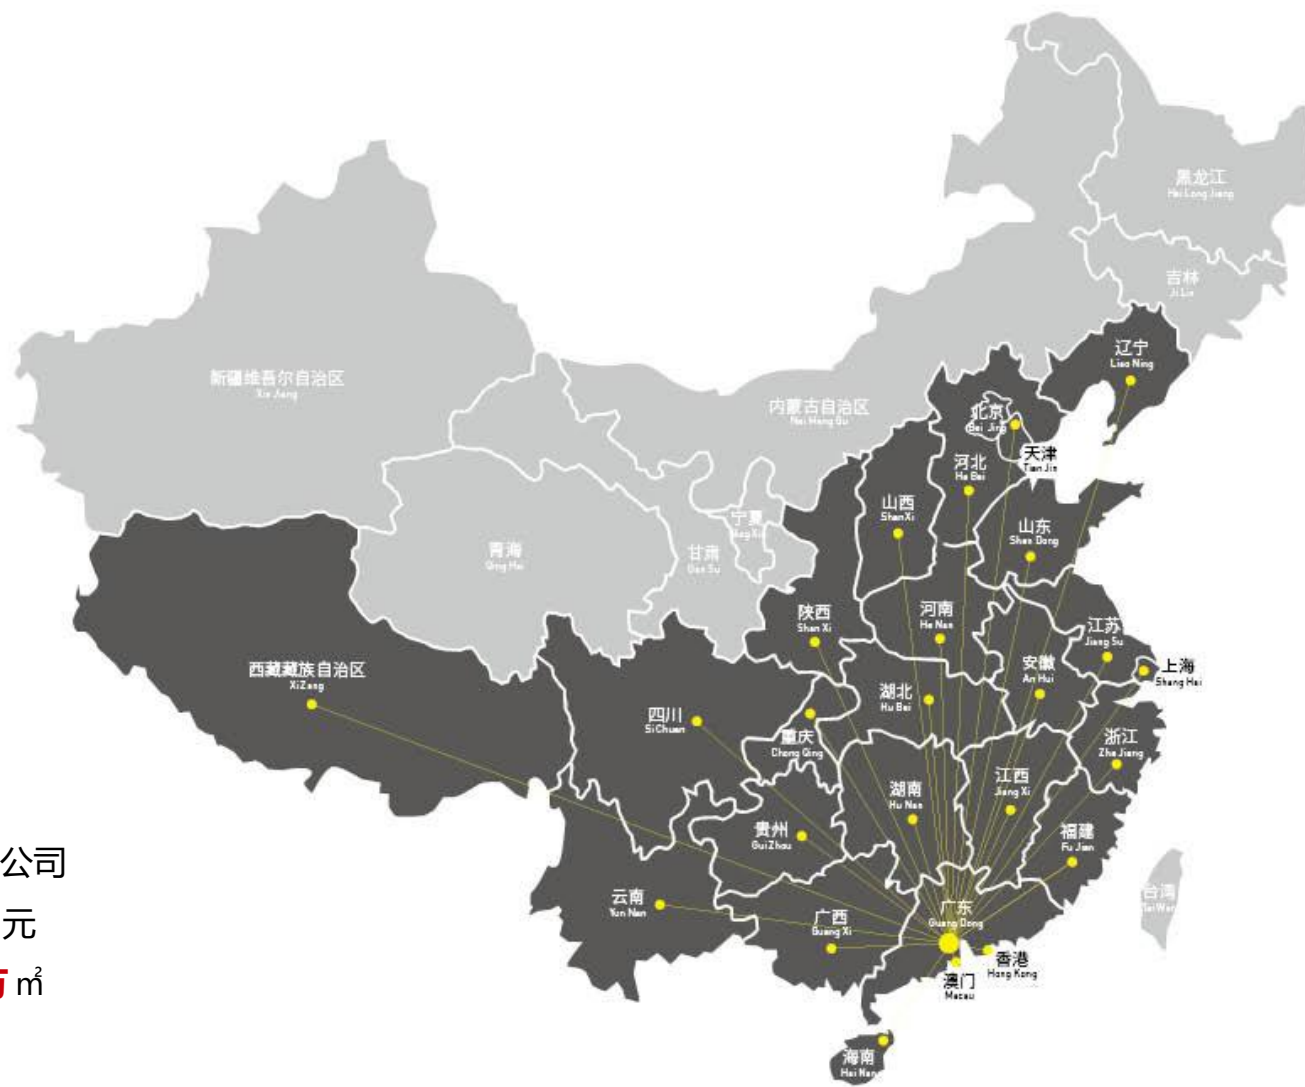 黑龙江
Hei Long Jiang
吉林
Ji Lin
辽宁
Liao Ning
新疆维吾尔自治区
Xin Jiang
内蒙古自治区
Nei Meng Gu
北京
Bei Jing
天津
Tian Jin
河北
He Bei
山西
ShanXi
山东
Shan Dong
宁夏
Ning Xia
青海
Qing Hai
甘肃
Gan Su
陕西
Shan Xi
河南
He Nan
江苏
Jiang Su
上海
Shang Hai
安徽
An Hui
西藏藏族自治区
XiZang
湖北
Hu Bei
四川
SiChuan
重庆
Chong Qing
浙江
Zhe Jiang
湖南
Hu Nan
江西
Jiang Xi
贵州
GuiZhou
福建
Fu Jian
公司
云南
Yun Nan
广西
Guang Xi
广东
Guang Dong
台湾
Tai Wan
元
香港
Hong Kong
澳门
Macau
㎡
海南
Hai Nan